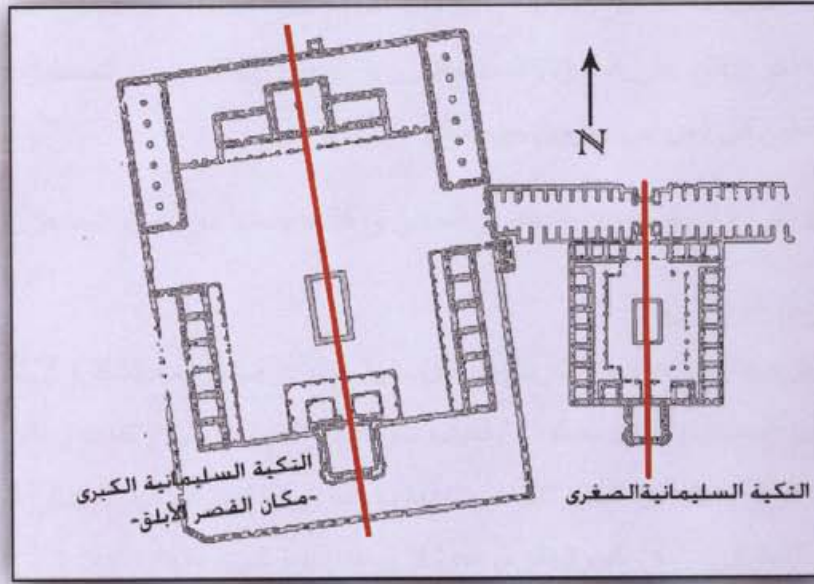 N
التكية السليمانية الكبرى
-مكان القصر الأبلق-
التكية السليمانية الصغرى